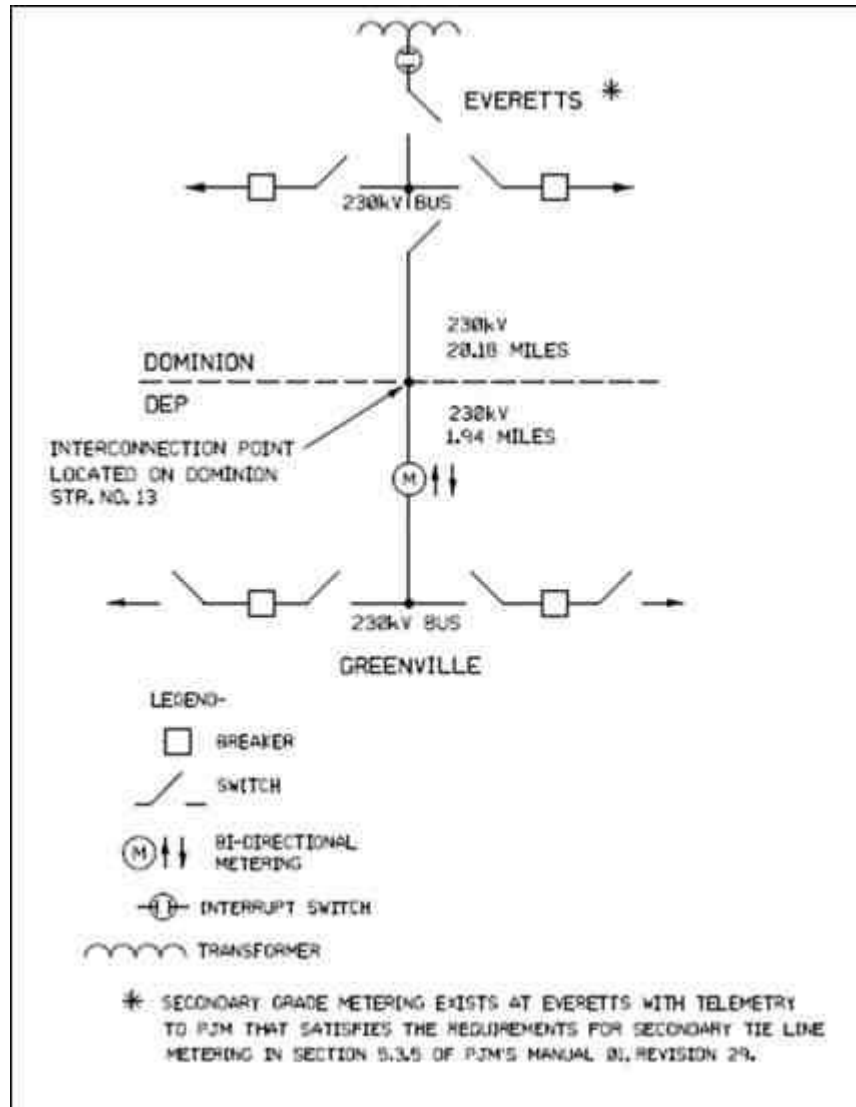 EVERETTS *
230kV BUS
230kV
20.18 MILES
DOMINION
DEP
230kV
1.94 MILES
INTERCONNECTION POINT
LOCATED ON DOMINION
STR. NO. 13
M
230kV BUS
GREENVILLE
LEGEND-
BREAKER
SWITCH
M
BI-DIRECTIONAL
METERING
INTERRUPT SWITCH
TRANSFORMER
* SECONDARY GRADE METERING EXISTS AT EVERETTS WITH TELEMETRY
TO PJM THAT SATISFIES THE REQUIREMENTS FOR SECONDARY TIE LINE
METERING IN SECTION 5.3.5 OF PJM'S MANUAL 01, REVISION 29.